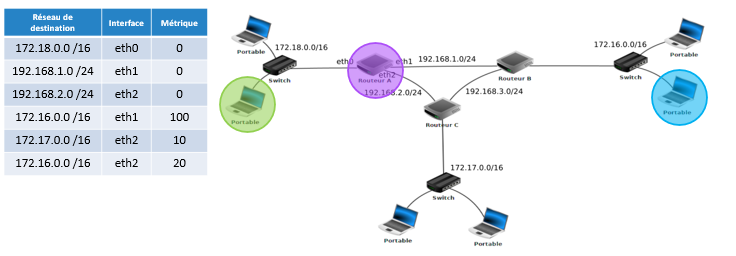 Réseau de destination Interface Métrique
172.18.0.0 /16 eth0 0
192.168.1.0 /24 eth1 0
192.168.2.0 /24 eth2 0
172.16.0.0 /16 eth1 100
172.17.0.0 /16 eth2 10
172.16.0.0 /16 eth2 20
Portable
172.18.0.0/16
Switch
Portable
eth0
eth1
eth2
Routeur A
192.168.1.0/24
192.168.2.0/24
Routeur B
192.168.3.0/24
Routeur C
172.16.0.0/16
Portable
Switch
Portable
172.17.0.0/16
Switch
Portable
Portable